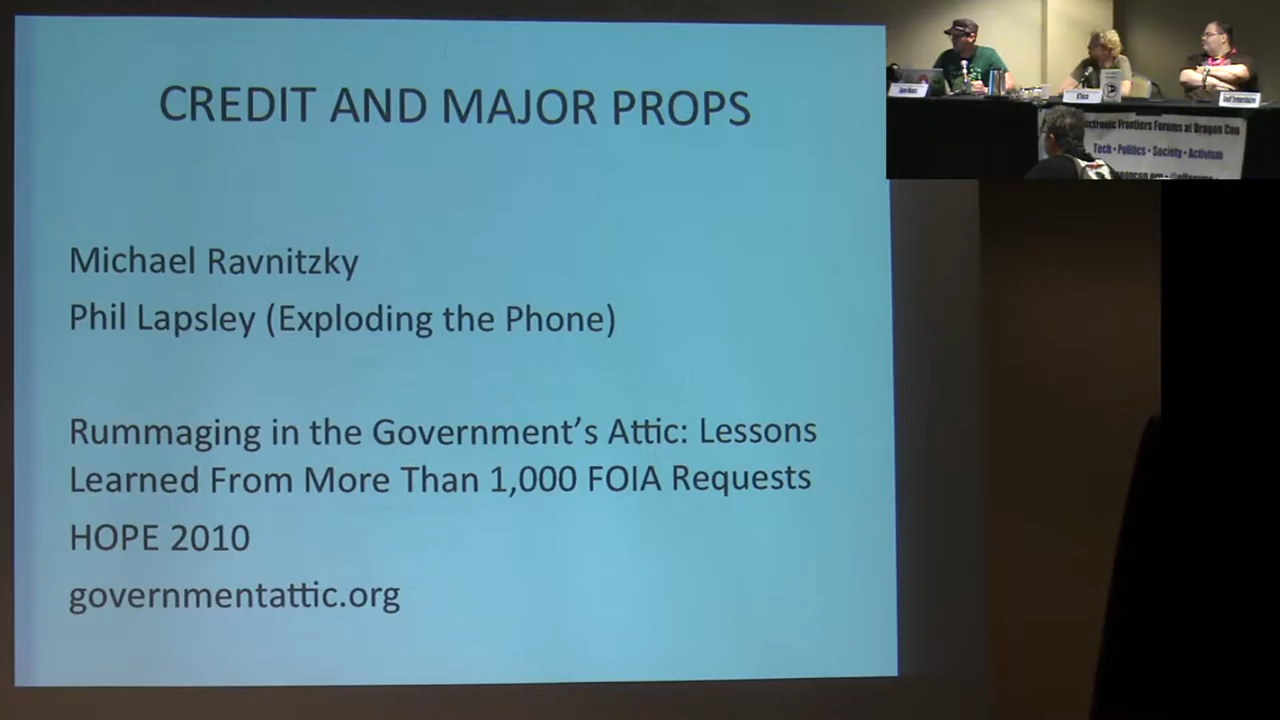 CREDIT AND MAJOR PROPS
Michael Ravnitzky
Phil Lapsley (Exploding the Phone)
Rummaging in the Government's Attic: Lessons
Learned From More Than 1,000 FOIA Requests
HOPE 2010
governmentattic.org
Electronic Frontiers Forums at Dragon Con
Tech • Politics • Society • Activism